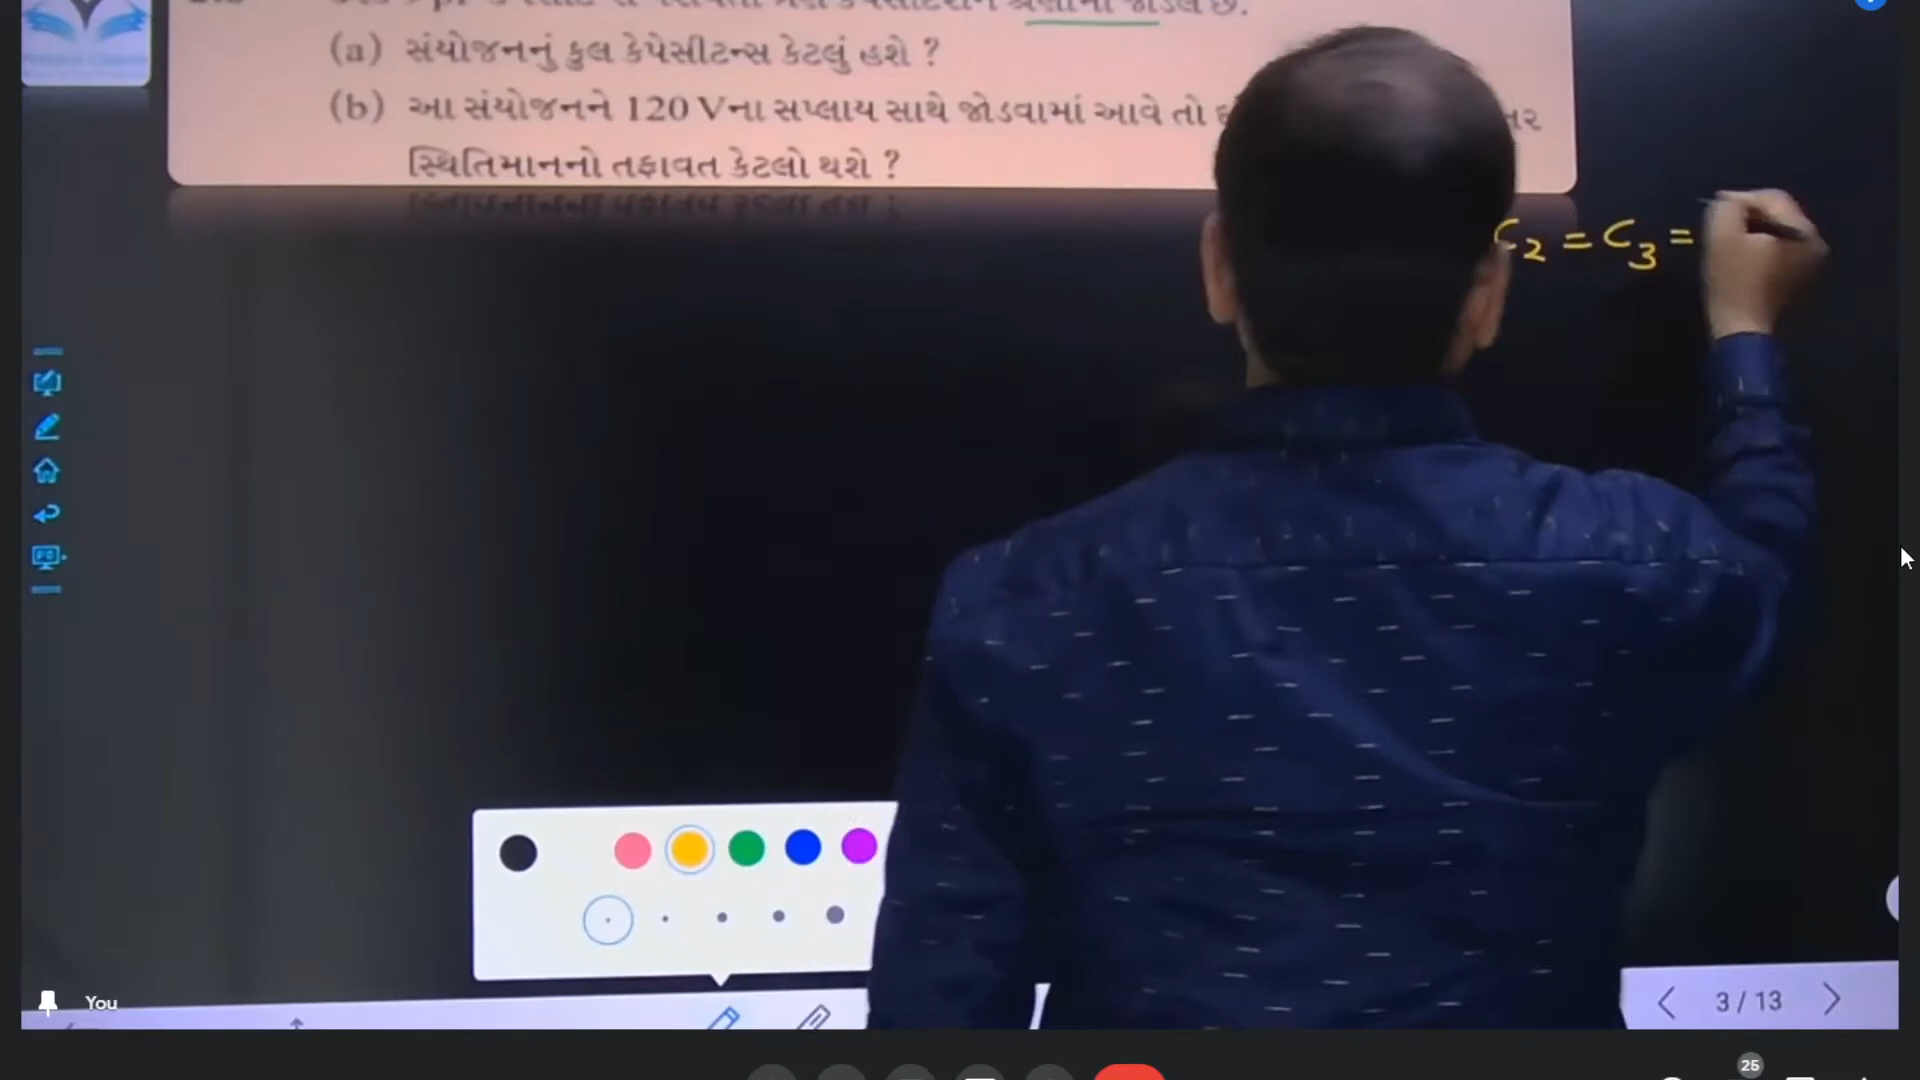 (a) સંયોજનનું કુલ કેપેસીટન્સ કેટલું હશે ?
(b) આ સંયોજનને 120 Vના સપ્લાય સાથે જોડવામાં આવે તો
સ્થિતિમાનનો તફાવત કેટલો થશે ?
C2 = C3 =
You
3 / 13
25